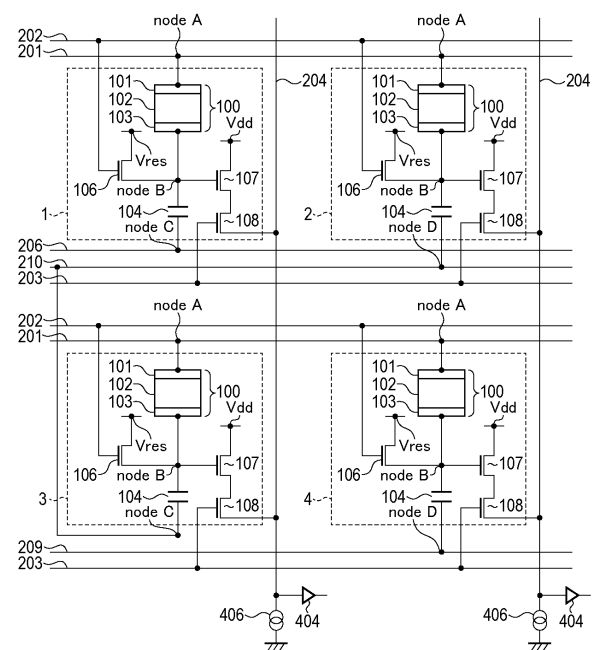 node A node A
202
201
204 204
101 101
102 100 102 100
103 103
Vdd Vdd
Vres Vres
107 107
106 node B 106 node B
104 104
1 node C 108 2 node D 108
206
210
203
node A node A
202
201
101 101
102 100 102 100
103 103
Vdd Vdd
Vres Vres
107 107
106 node B 106 node B
104 104
3 node C 108 4 node D 108
209
203
406 404 406 404